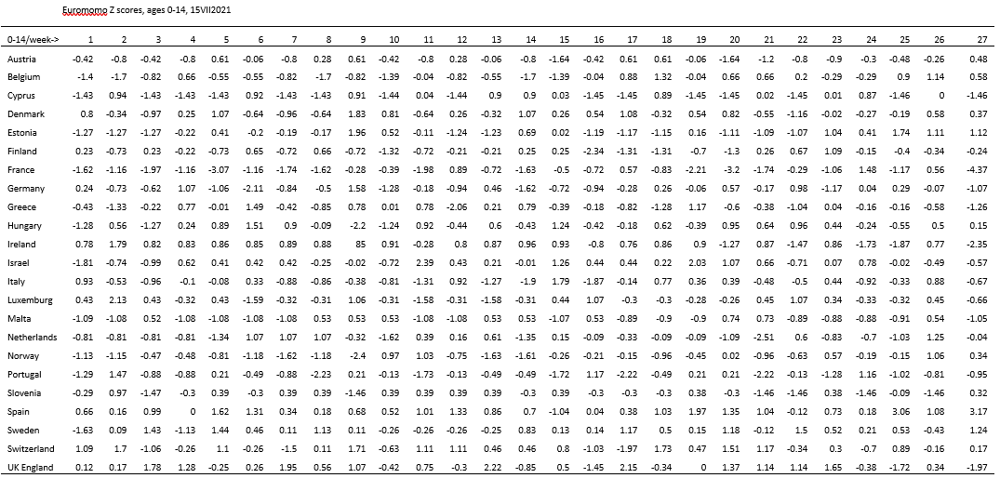 Euromomo Z scores, ages 0-14, 15VII2021
0-14/week-> 1 2 3 4 5 6 7 8 9 10 11 12 13 14 15 16 17 18 19 20 21 22 23 24 25 26 27
Austria -0.42 -0.8 -0.42 -0.8 0.61 -0.06 -0.8 0.28 0.61 -0.42 -0.8 0.28 -0.06 -0.8 -1.64 -0.42 0.61 0.61 -0.06 -1.64 -1.2 -0.8 -0.9 -0.3 -0.48 -0.26 0.48
Belgium -1.4 -1.7 -0.82 0.66 -0.55 -0.55 -0.82 -1.7 -0.82 -1.39 -0.04 -0.82 -0.55 -1.7 -1.39 -0.04 0.88 1.32 -0.04 0.66 0.66 0.2 -0.29 -0.29 0.9 1.14 0.58
Cyprus -1.43 0.94 -1.43 -1.43 -1.43 0.92 -1.43 -1.43 0.91 -1.44 0.04 -1.44 0.9 0.9 0.03 -1.45 -1.45 0.89 -1.45 -1.45 0.02 -1.45 0.01 0.87 -1.46 0 -1.46
Denmark 0.8 -0.34 -0.97 0.25 1.07 -0.64 -0.96 -0.64 1.83 0.81 -0.64 0.26 -0.32 1.07 0.26 0.54 1.08 -0.32 0.54 0.82 -0.55 -1.16 -0.02 -0.27 -0.19 0.58 0.37
Estonia -1.27 -1.27 -1.27 -0.22 0.41 -0.2 -0.19 -0.17 1.96 0.52 -0.11 -1.24 -1.23 0.69 0.02 -1.19 -1.17 -1.15 0.16 -1.11 -1.09 -1.07 1.04 0.41 1.74 1.11 1.12
Finland 0.23 -0.73 0.23 -0.22 -0.73 0.65 -0.72 0.66 -0.72 -1.32 -0.72 -0.21 -0.21 0.25 0.25 -2.34 -1.31 -1.31 -0.7 -1.3 0.26 0.67 1.09 -0.15 -0.4 -0.34 -0.24
France -1.62 -1.16 -1.97 -1.16 -3.07 -1.16 -1.74 -1.62 -0.28 -0.39 -1.98 0.89 -0.72 -1.63 -0.5 -0.72 0.57 -0.83 -2.21 -3.2 -1.74 -0.29 -1.06 1.48 -1.17 0.56 -4.37
Germany 0.24 -0.73 -0.62 1.07 -1.06 -2.11 -0.84 -0.5 1.58 -1.28 -0.18 -0.94 0.46 -1.62 -0.72 -0.94 -0.28 0.26 -0.06 0.57 -0.17 0.98 -1.17 0.04 0.29 -0.07 -1.07
Greece -0.43 -1.33 -0.22 0.77 -0.01 1.49 -0.42 -0.85 0.78 0.01 0.78 -2.06 0.21 0.79 -0.39 -0.18 -0.82 -1.28 1.17 -0.6 -0.38 -1.04 0.04 -0.16 -0.16 -0.58 -1.26
Hungary -1.28 0.56 -1.27 0.24 0.89 1.51 0.9 -0.09 -2.2 -1.24 0.92 -0.44 0.6 -0.43 1.24 -0.42 -0.18 0.62 -0.39 0.95 0.64 0.96 0.44 -0.24 -0.55 0.5 0.15
Ireland 0.78 1.79 0.82 0.83 0.86 0.85 0.89 0.88 85 0.91 -0.28 0.8 0.87 0.96 0.93 -0.8 0.76 0.86 0.9 -1.27 0.87 -1.47 0.86 -1.73 -1.87 0.77 -2.35
Israel -1.81 -0.74 -0.99 0.62 0.41 0.42 0.42 -0.25 -0.02 -0.72 2.39 0.43 0.21 -0.01 1.26 0.44 0.44 0.22 2.03 1.07 0.66 -0.71 0.07 0.78 -0.02 -0.49 -0.57
Italy 0.93 -0.53 -0.96 -0.1 -0.08 0.33 -0.88 -0.86 -0.38 -0.81 -1.31 0.92 -1.27 -1.9 1.79 -1.87 -0.14 0.77 0.36 0.39 -0.48 -0.5 0.44 -0.92 -0.33 0.88 -0.67
Luxemburg 0.43 2.13 0.43 -0.32 0.43 -1.59 -0.32 -0.31 1.06 -0.31 -1.58 -0.31 -1.58 -0.31 0.44 1.07 -0.3 -0.3 -0.28 -0.26 0.45 1.07 0.34 -0.33 -0.32 0.45 -0.66
Malta -1.09 -1.08 0.52 -1.08 -1.08 -1.08 -1.08 0.53 0.53 0.53 -1.08 -1.08 0.53 0.53 -1.07 0.53 -0.89 -0.9 -0.9 0.74 0.73 -0.89 -0.88 -0.88 -0.91 0.54 -1.05
Netherlands -0.81 -0.81 -0.81 -0.81 -1.34 1.07 1.07 1.07 -0.32 -1.62 0.39 0.16 0.61 -1.35 0.15 -0.09 -0.33 -0.09 -0.09 -1.09 -2.51 0.6 -0.83 -0.7 -1.03 1.25 -0.04
Norway -1.13 -1.15 -0.47 -0.48 -0.81 -1.18 -1.62 -1.18 -2.4 0.97 1.03 -0.75 -1.63 -1.61 -0.26 -0.21 -0.15 -0.96 -0.45 0.02 -0.96 -0.63 0.57 -0.19 -0.15 1.06 0.34
Portugal -1.29 1.47 -0.88 -0.88 0.21 -0.49 -0.88 -2.23 0.21 -0.13 -1.73 -0.13 -0.49 -0.49 -1.72 1.17 -2.22 -0.49 0.21 0.21 -2.22 -0.13 -1.28 1.16 -1.02 -0.81 -0.95
Slovenia -0.29 0.97 -1.47 -0.3 0.39 -0.3 0.39 0.39 -1.46 0.39 0.39 0.39 0.39 -0.3 0.39 -0.3 -0.3 -0.3 0.38 -0.3 -1.46 -1.46 0.38 -1.46 -0.09 -1.46 0.32
Spain 0.66 0.16 0.99 0 1.62 1.31 0.34 0.18 0.68 0.52 1.01 1.33 0.86 0.7 -1.04 0.04 0.38 1.03 1.97 1.35 1.04 -0.12 0.73 0.18 3.06 1.08 3.17
Sweden -1.63 0.09 1.43 -1.13 1.44 0.46 0.11 1.13 0.11 -0.26 -0.26 -0.26 -0.25 0.83 0.13 0.14 1.17 0.5 0.15 1.18 -0.12 1.5 0.52 0.21 0.53 -0.43 1.24
Switzerland 1.09 1.7 -1.06 -0.26 1.1 -0.26 -1.5 0.11 1.71 -0.63 1.11 1.11 0.46 0.46 0.8 -1.03 -1.97 1.73 0.47 1.51 1.17 -0.34 0.3 -0.7 0.89 -0.16 0.17
UK England 0.12 0.17 1.78 1.28 -0.25 0.26 1.95 0.56 1.07 -0.42 0.75 -0.3 2.22 -0.85 0.5 -1.45 2.15 -0.34 0 1.37 1.14 1.14 1.65 -0.38 -1.72 0.34 -1.97